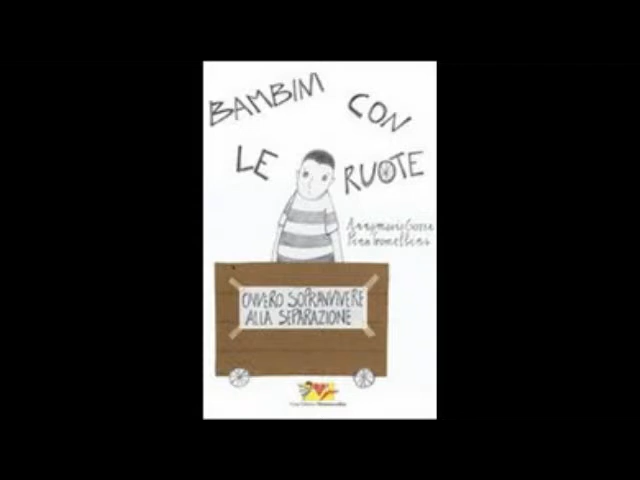 BAMBINI CON
LE RUOTE
OVVERO SOPRAVVIVERE
ALLA SEPARAZIONE